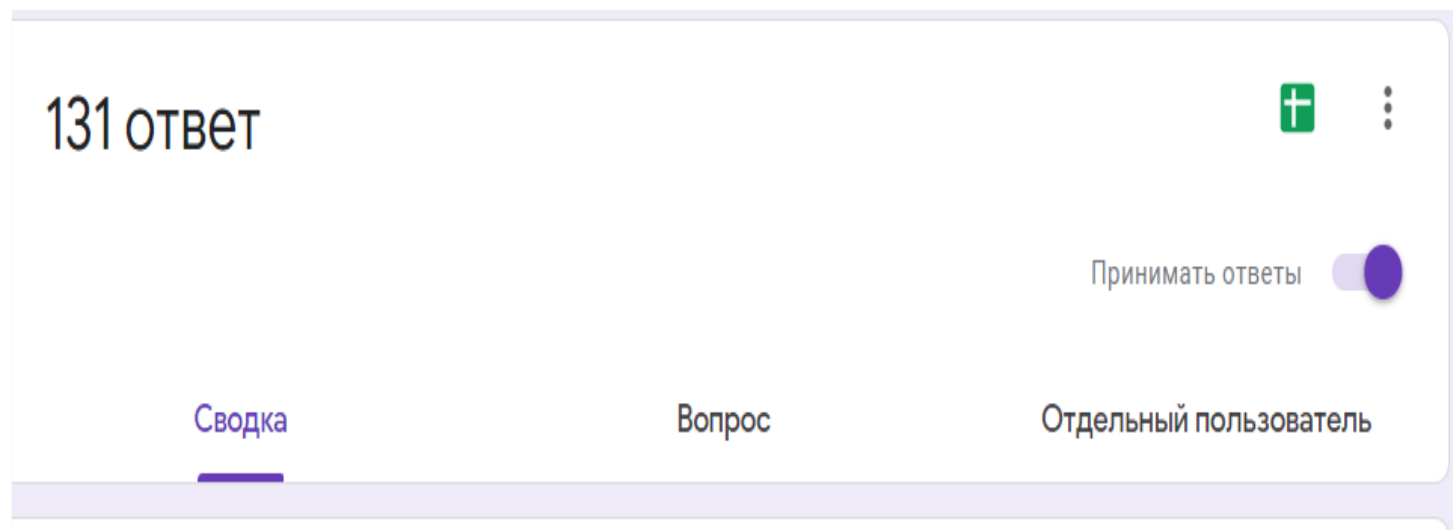 131 ответ
Принимать ответы
Сводка Вопрос Отдельный пользователь